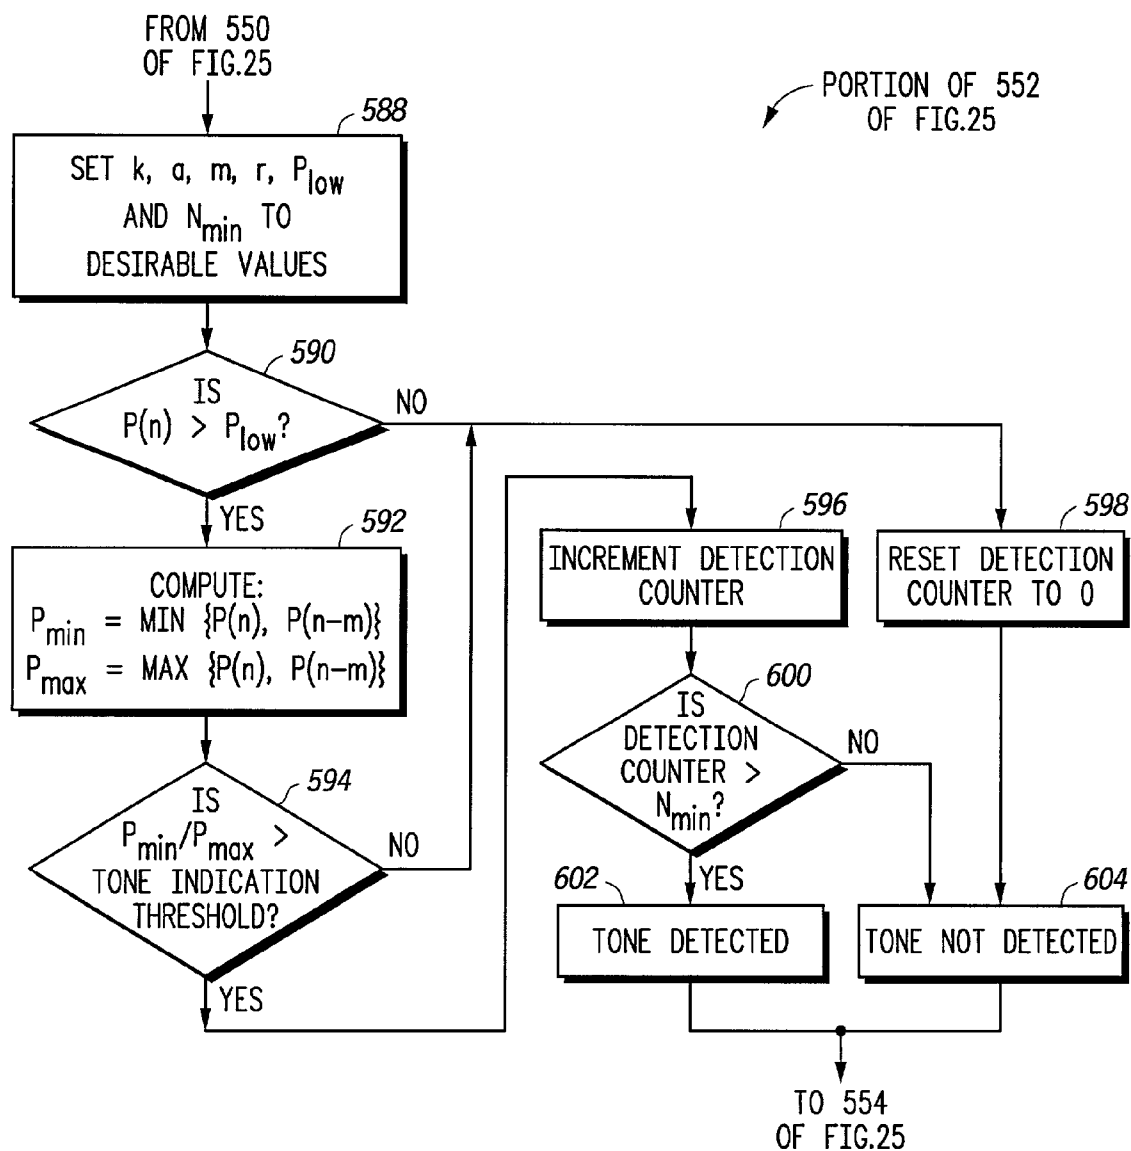 FROM 550
OF FIG.25
PORTION OF 552
OF FIG.25
588
SET k, a, m, r, Plow
AND Nmin TO
DESIRABLE VALUES
590
IS
P(n) > Plow?
NO
YES
592
COMPUTE:
Pmin = MIN {P(n), P(n-m)}
Pmax = MAX {P(n), P(n-m)}
594
IS
Pmin/Pmax >
TONE INDICATION
THRESHOLD?
NO
YES
596
INCREMENT DETECTION
COUNTER
598
RESET DETECTION
COUNTER TO 0
600
IS
DETECTION
COUNTER >
Nmin?
NO
YES
602
TONE DETECTED
604
TONE NOT DETECTED
TO 554
OF FIG.25